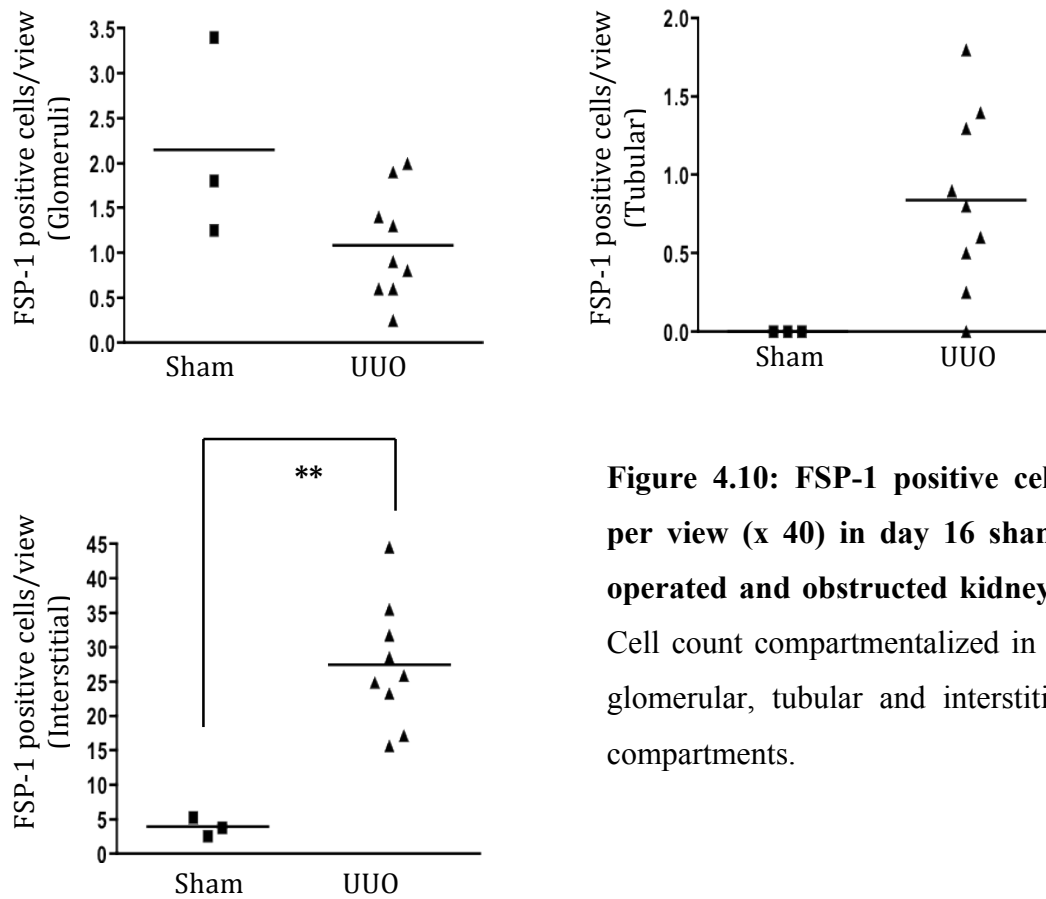 FSP-1 positive cells/view
(Glomeruli)
3.5
3.0
2.5
2.0
1.5
1.0
0.5
0.0
Sham UUO
FSP-1 positive cells/view
(Tubular)
2.0
1.5
1.0
0.5
0.0
Sham UUO
FSP-1 positive cells/view
(Interstitial)
**
45
40
35
30
25
20
15
10
5
0
Sham UUO
Figure 4.10: FSP-1 positive cel
per view (x 40) in day 16 sham
operated and obstructed kidney
Cell count compartmentalized in
glomerular, tubular and interstiti
compartments.